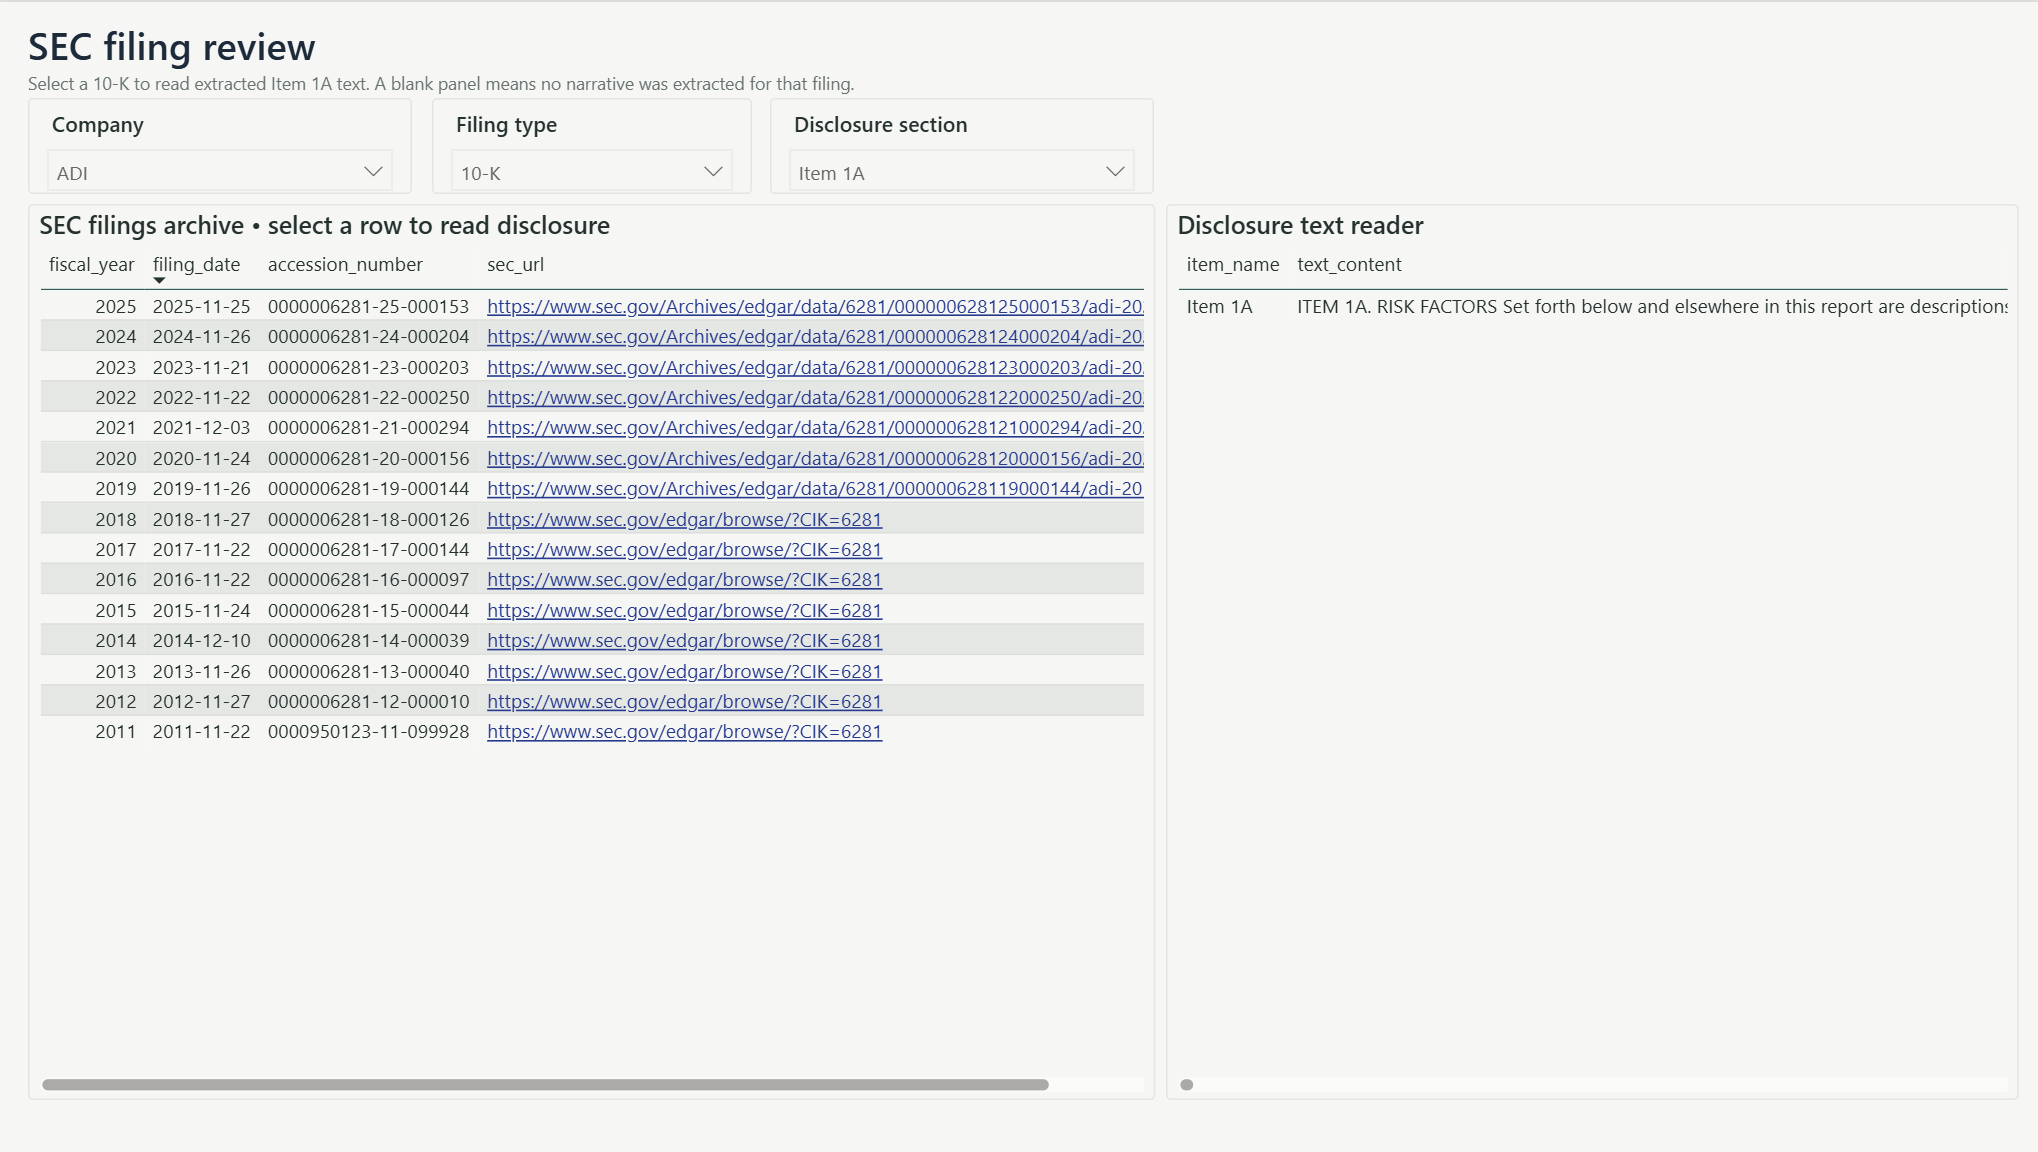 SEC filing review
Select a 10-K to read extracted Item 1A text. A blank panel means no narrative was extracted for that filing.
Company
ADI
Filing type
10-K
Disclosure section
Item 1A
SEC filings archive • select a row to read disclosure
fiscal_year filing_date accession_number sec_url
2025 2025-11-25 0000006281-25-000153 https://www.sec.gov/Archives/edgar/data/6281/000000628125000153/adi-20
2024 2024-11-26 0000006281-24-000204 https://www.sec.gov/Archives/edgar/data/6281/000000628124000204/adi-20
2023 2023-11-21 0000006281-23-000203 https://www.sec.gov/Archives/edgar/data/6281/000000628123000203/adi-20
2022 2022-11-22 0000006281-22-000250 https://www.sec.gov/Archives/edgar/data/6281/000000628122000250/adi-20
2021 2021-12-03 0000006281-21-000294 https://www.sec.gov/Archives/edgar/data/6281/000000628121000294/adi-20
2020 2020-11-24 0000006281-20-000156 https://www.sec.gov/Archives/edgar/data/6281/000000628120000156/adi-20
2019 2019-11-26 0000006281-19-000144 https://www.sec.gov/Archives/edgar/data/6281/000000628119000144/adi-20
2018 2018-11-27 0000006281-18-000126 https://www.sec.gov/edgar/browse/?CIK=6281
2017 2017-11-22 0000006281-17-000144 https://www.sec.gov/edgar/browse/?CIK=6281
2016 2016-11-22 0000006281-16-000097 https://www.sec.gov/edgar/browse/?CIK=6281
2015 2015-11-24 0000006281-15-000044 https://www.sec.gov/edgar/browse/?CIK=6281
2014 2014-12-10 0000006281-14-000039 https://www.sec.gov/edgar/browse/?CIK=6281
2013 2013-11-26 0000006281-13-000040 https://www.sec.gov/edgar/browse/?CIK=6281
2012 2012-11-27 0000006281-12-000010 https://www.sec.gov/edgar/browse/?CIK=6281
2011 2011-11-22 0000950123-11-099928 https://www.sec.gov/edgar/browse/?CIK=6281
Disclosure text reader
item_name text_content
Item 1A ITEM 1A. RISK FACTORS Set forth below and elsewhere in this report are descriptions